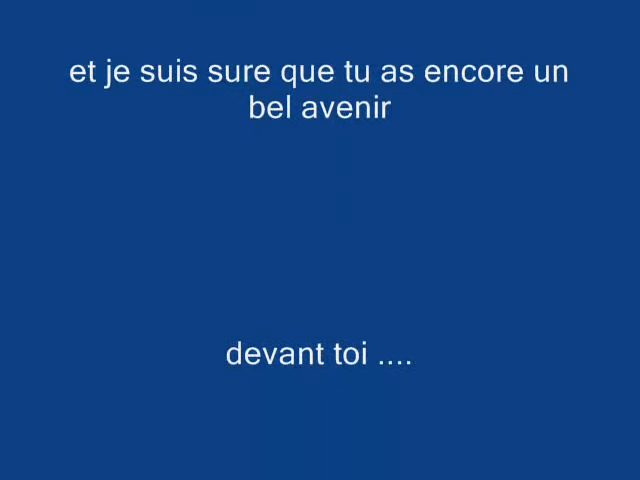 et je suis sure que tu as encore un
bel avenir
devant toi ....